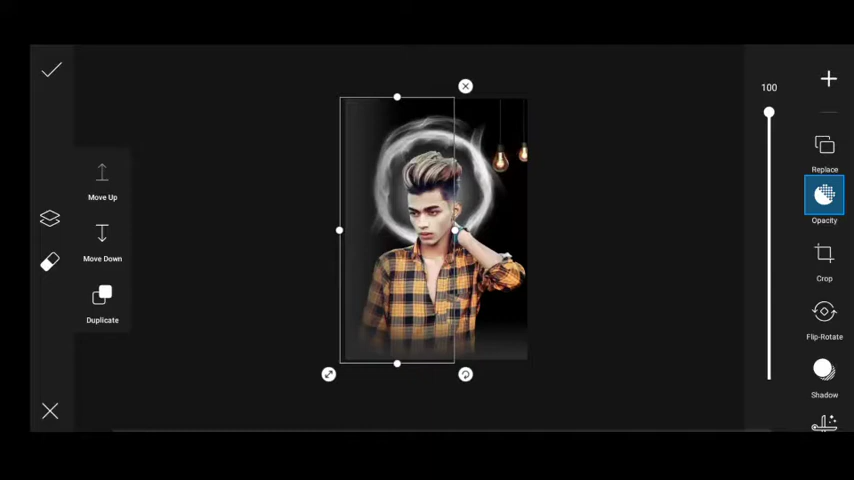 100
Replace
Move Up
Opacity
Move Down
Crop
Duplicate
Flip-Rotate
Shadow